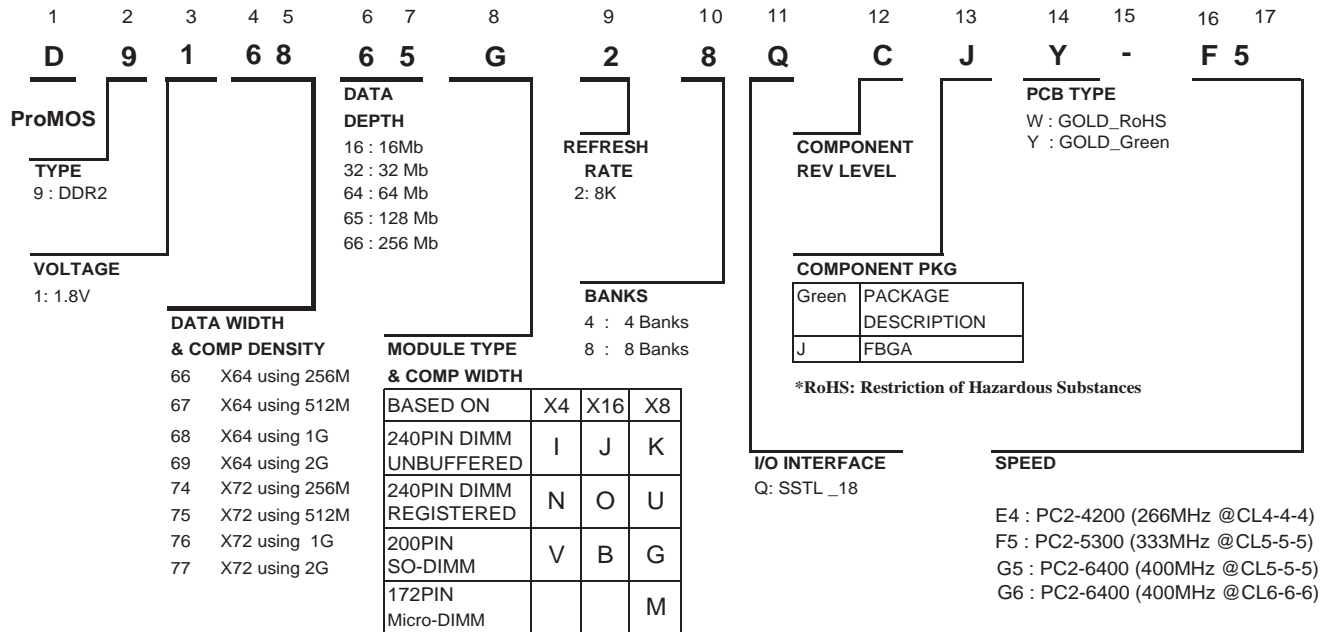 1 2 3 4 5 6 7 8 9 10 11 12 13 14 15 16 17
D 9 1 6 8 6 5 G 2 8 Q C J Y - F 5
ProMOS
TYPE
9 : DDR2
VOLTAGE
1: 1.8V
DATA WIDTH
& COMP DENSITY
66 X64 using 256M
67 X64 using 512M
68 X64 using 1G
69 X64 using 2G
74 X72 using 256M
75 X72 using 512M
76 X72 using 1G
77 X72 using 2G
DATA
DEPTH
16 : 16Mb
32 : 32 Mb
64 : 64 Mb
65 : 128 Mb
66 : 256 Mb
MODULE TYPE
& COMP WIDTH
BASED ON X4 X16 X8
240PIN DIMM
UNBUFFERED I J K
240PIN DIMM
REGISTERED N O U
200PIN
SO-DIMM V B G
172PIN
Micro-DIMM M
REFRESH
RATE
2: 8K
BANKS
4 : 4 Banks
8 : 8 Banks
I/O INTERFACE
Q: SSTL _18
COMPONENT
REV LEVEL
COMPONENT PKG
Green PACKAGE
DESCRIPTION
J FBGA
*RoHS: Restriction of Hazardous Substances
PCB TYPE
W : GOLD_RoHS
Y : GOLD_Green
SPEED
E4 : PC2-4200 (266MHz @CL4-4-4)
F5 : PC2-5300 (333MHz @CL5-5-5)
G5 : PC2-6400 (400MHz @CL5-5-5)
G6 : PC2-6400 (400MHz @CL6-6-6)